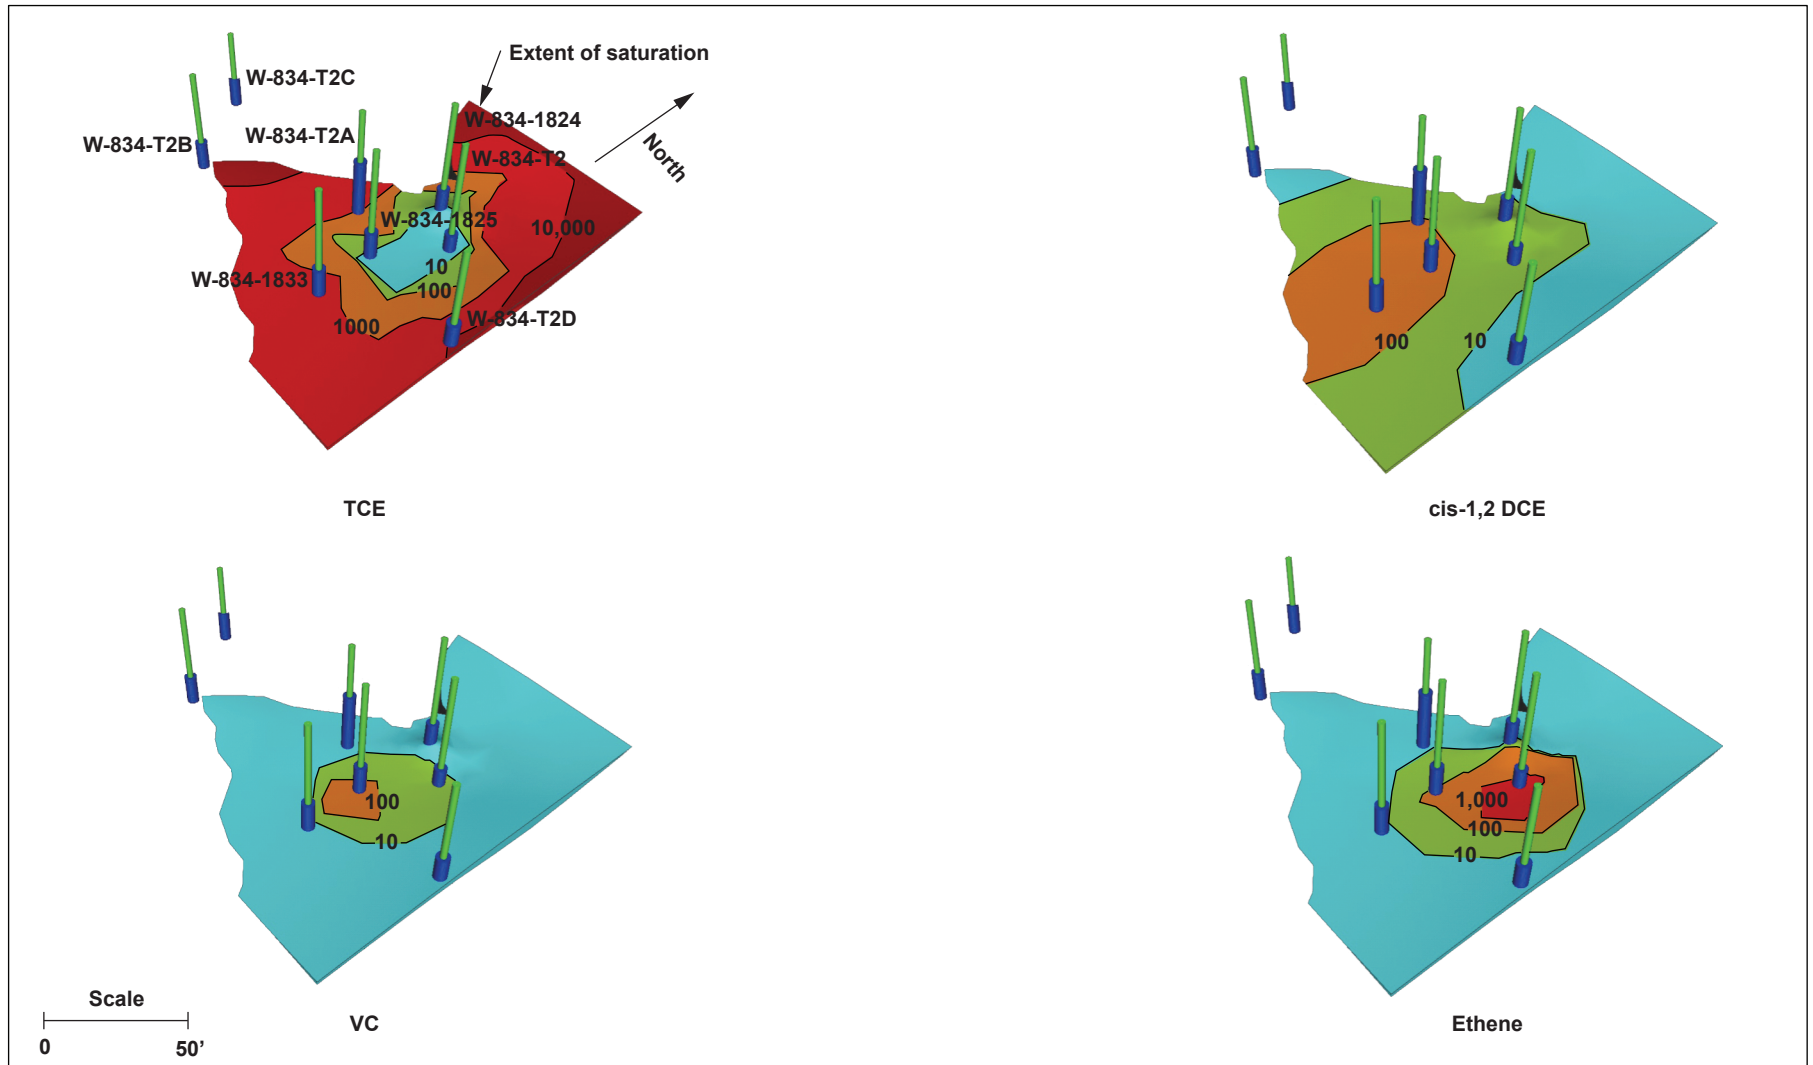 Extent of saturation
W-834-T2C
W-834-1824
W-834-T2A
W-834-T2B
W-834-T2
North
W-834-1825
10,000
10
W-834-1833
100
W-834-T2D
1000
100
10
TCE
cis-1,2 DCE
100
10
1,000
100
10
Scale
0
50’
VC
Ethene